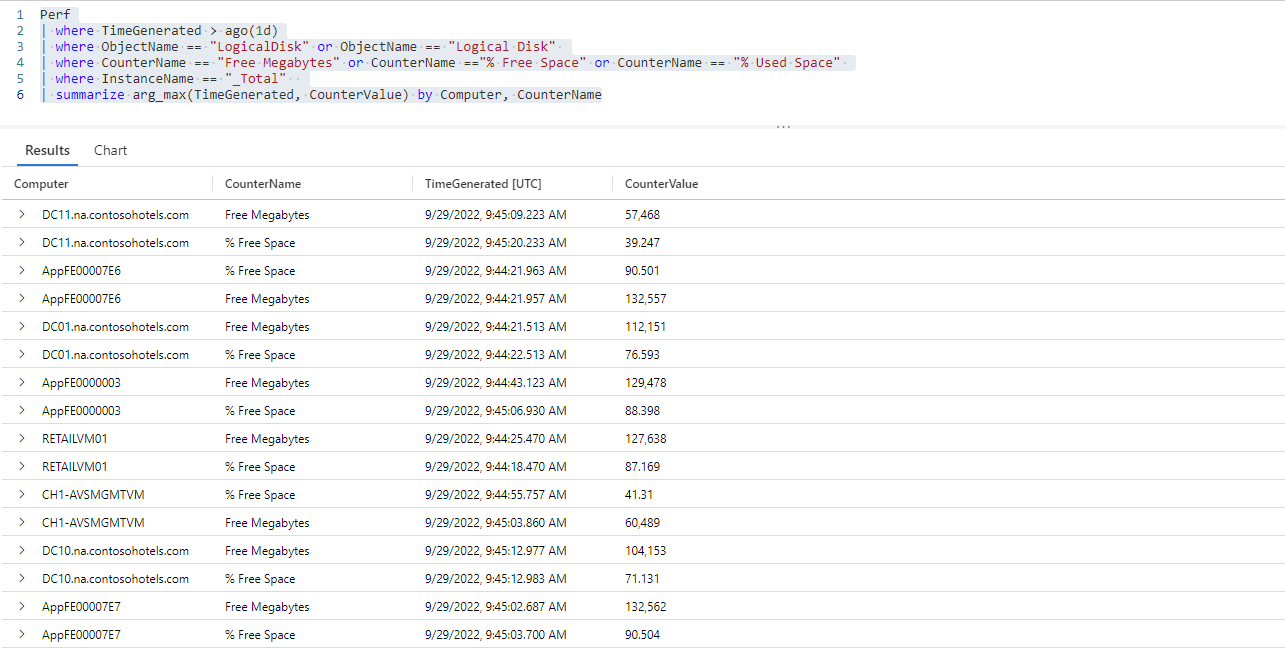 1 Perf
2 | where TimeGenerated > ago(1d)
3 | where ObjectName == "LogicalDisk" or ObjectName == "Logical Disk"
4 | where CounterName == "Free Megabytes" or CounterName =="% Free Space" or CounterName == "% Used Space"
5 | where InstanceName == "_Total"
6 | summarize arg_max(TimeGenerated, CounterValue) by Computer, CounterName
...
Results Chart
Computer CounterName TimeGenerated [UTC] CounterValue
DC11.na.contosohotels.com Free Megabytes 9/29/2022, 9:45:09.223 AM 57,468
DC11.na.contosohotels.com % Free Space 9/29/2022, 9:45:20.233 AM 39.247
AppFE00007E6 % Free Space 9/29/2022, 9:44:21.963 AM 90.501
AppFE00007E6 Free Megabytes 9/29/2022, 9:44:21.957 AM 132,557
DC01.na.contosohotels.com Free Megabytes 9/29/2022, 9:44:21.513 AM 112,151
DC01.na.contosohotels.com % Free Space 9/29/2022, 9:44:22.513 AM 76.593
AppFE0000003 Free Megabytes 9/29/2022, 9:44:43.123 AM 129,478
AppFE0000003 % Free Space 9/29/2022, 9:45:06.930 AM 88.398
RETAILVM01 Free Megabytes 9/29/2022, 9:44:25.470 AM 127,638
RETAILVM01 % Free Space 9/29/2022, 9:44:18.470 AM 87.169
CH1-AVSMGMTVM % Free Space 9/29/2022, 9:44:55.757 AM 41.31
CH1-AVSMGMTVM Free Megabytes 9/29/2022, 9:45:03.860 AM 60,489
DC10.na.contosohotels.com Free Megabytes 9/29/2022, 9:45:12.977 AM 104,153
DC10.na.contosohotels.com % Free Space 9/29/2022, 9:45:12.983 AM 71.131
AppFE00007E7 Free Megabytes 9/29/2022, 9:45:02.687 AM 132,562
AppFE00007E7 % Free Space 9/29/2022, 9:45:03.700 AM 90.504